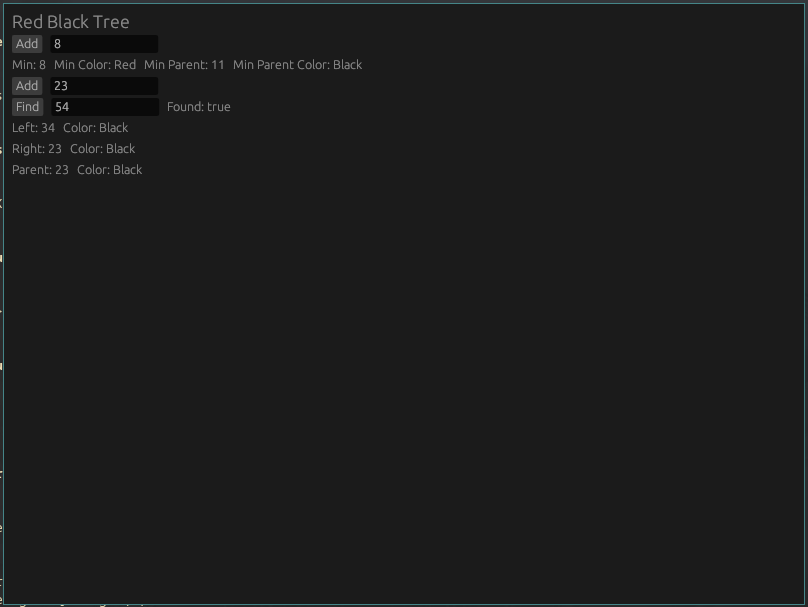 Red Black Tree
Add 8
Min: 8 Min Color: Red Min Parent: 11 Min Parent Color: Black
Add 23
Find 54 Found: true
Left: 34 Color: Black
Right: 23 Color: Black
Parent: 23 Color: Black